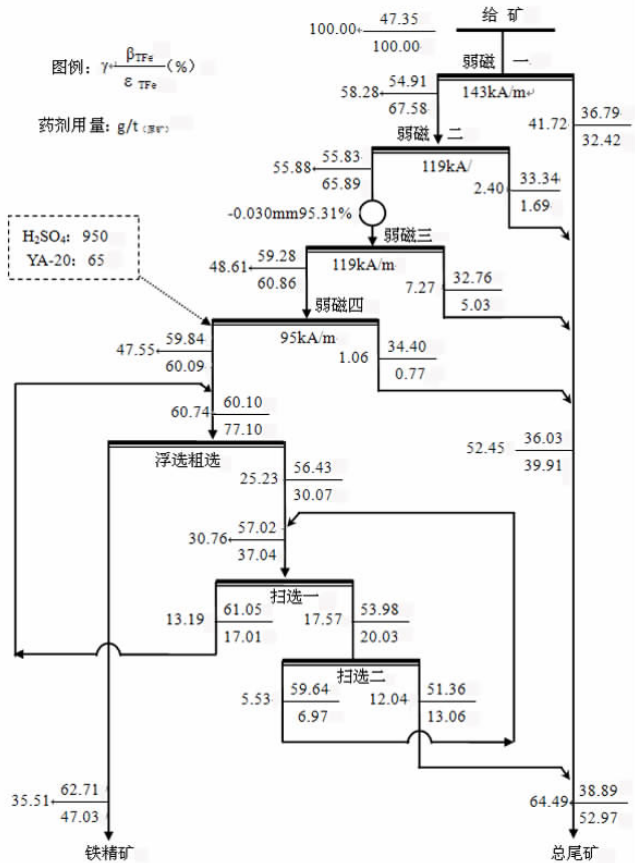 给 矿
47.35
100.00
100.00
图例: γ β TFe (%)
ε TFe
药剂用量: g/t (原矿)
弱磁 一
143kA/m
54.91
58.28
67.58
36.79
41.72
32.42
弱磁 二
119kA/
55.83
55.88
65.89
33.34
2.40
1.69
-0.030mm95.31%
弱磁三
119kA/m
H2SO4: 950
YA-20: 65
59.28
48.61
60.86
32.76
7.27
5.03
弱磁四
95kA/m
59.84
47.55
60.09
34.40
1.06
0.77
60.10
60.74
77.10
36.03
52.45
39.91
浮选粗选
56.43
25.23
30.07
57.02
30.76
37.04
扫选一
61.05
13.19
17.01
53.98
17.57
20.03
扫选二
59.64
5.53
6.97
51.36
12.04
13.06
62.71
35.51
47.03
38.89
64.49
52.97
铁精矿
总尾矿